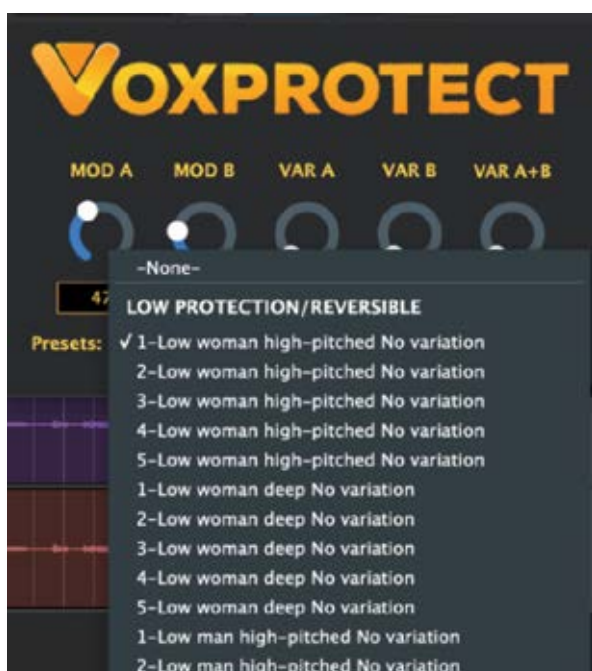 VOXPROTECT
MOD A MOD B VAR A VAR B VAR A+B
-None-
47
LOW PROTECTION/REVERSIBLE
Presets: ✓ 1-Low woman high-pitched No variation
2-Low woman high-pitched No variation
3-Low woman high-pitched No variation
4-Low woman high-pitched No variation
5-Low woman high-pitched No variation
1-Low woman deep No variation
2-Low woman deep No variation
3-Low woman deep No variation
4-Low woman deep No variation
5-Low woman deep No variation
1-Low man high-pitched No variation
2-Low man high-pitched No variation